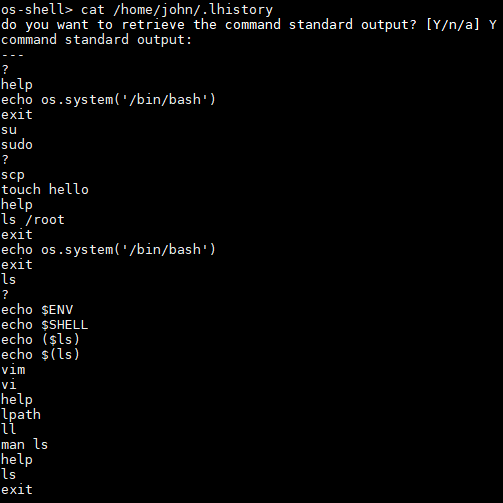 os-shell> cat /home/john/.lhistory
do you want to retrieve the command standard output? [Y/n/a] Y
command standard output:
---
?
help
echo os.system('/bin/bash')
exit
su
sudo
?
scp
touch hello
help
ls /root
exit
echo os.system('/bin/bash')
exit
ls
?
echo $ENV
echo $SHELL
echo ($ls)
echo $(ls)
vim
vi
help
lpath
ll
man ls
help
ls
exit